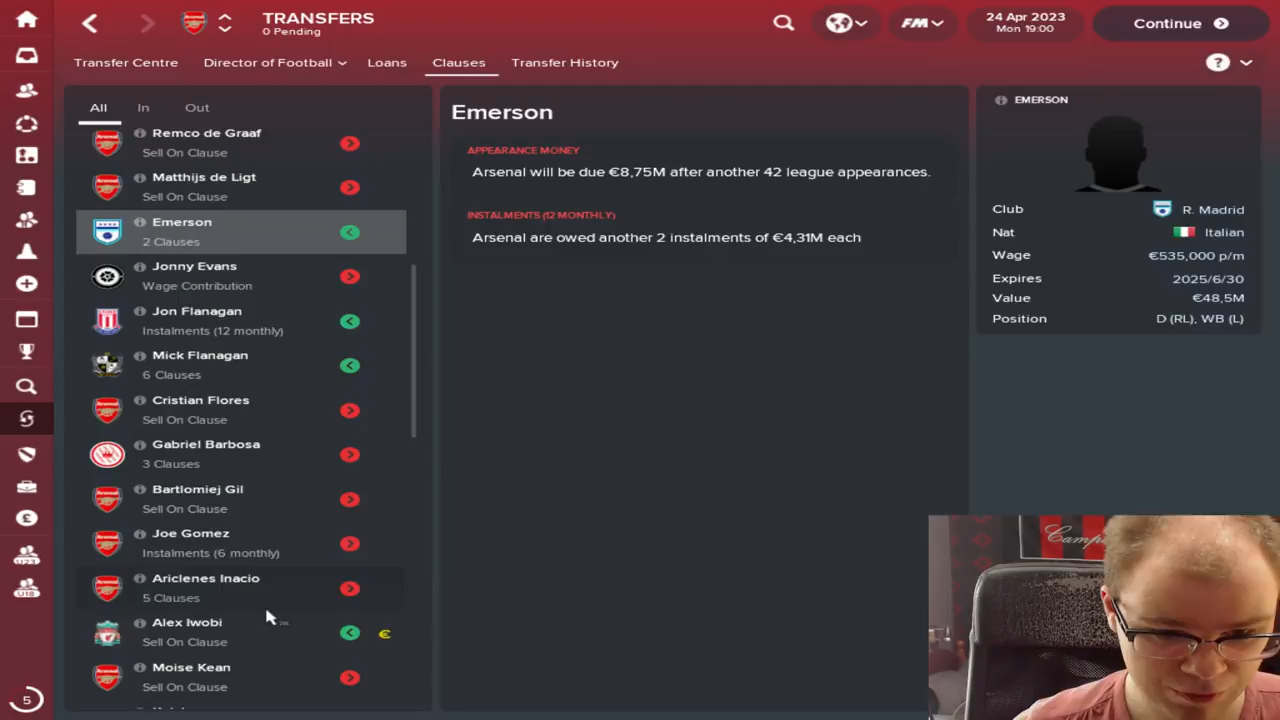 TRANSFERS
0 Pending
FM
24 Apr 2023
Mon 19:00
Continue
Transfer Centre
Director of Football
Loans
Clauses
Transfer History
?
All
In
Out
Remco de Graaf
Sell On Clause
Matthijs de Ligt
Sell On Clause
Emerson
2 Clauses
Jonny Evans
Wage Contribution
Jon Flanagan
Instalments (12 monthly)
Mick Flanagan
6 Clauses
Cristian Flores
Sell On Clause
Gabriel Barbosa
3 Clauses
Bartlomiej Gil
Sell On Clause
Joe Gomez
Instalments (6 monthly)
Ariclenes Inacio
5 Clauses
Alex Iwobi
Sell On Clause
€
Moise Kean
Sell On Clause
Emerson
APPEARANCE MONEY
Arsenal will be due €8,75M after another 42 league appearances.
INSTALMENTS (12 MONTHLY)
Arsenal are owed another 2 instalments of €4,31M each
EMERSON
Club R. Madrid
Nat Italian
Wage €535,000 p/m
Expires 2025/6/30
Value €48,5M
Position D (RL), WB (L)
U23
U18
5